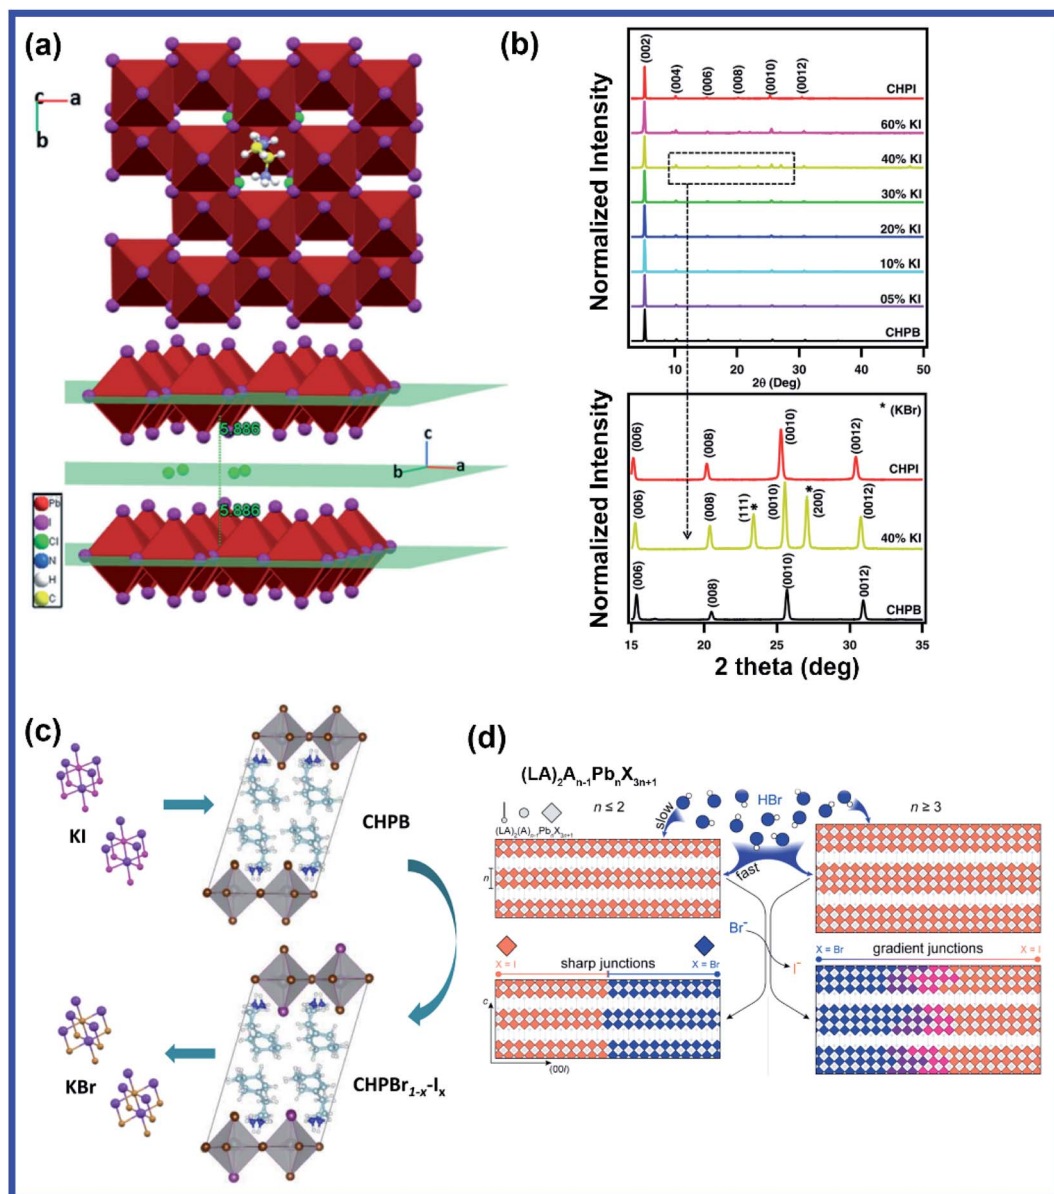 (a)
c a
b
5.886
c
b a
5.886
Pb
I
Cl
N
H
C
(b)
Normalized Intensity
(002)
(004)
(006)
(008)
(0010)
(0012)
CHPI
60% KI
40% KI
30% KI
20% KI
10% KI
05% KI
CHPB
10 20 30 40 50
2θ (Deg)
Normalized Intensity
* (KBr)
(006)
(008)
(0010)
(0012)
CHPI
(006)
(008)
(111)
*
(0010)
*
(200)
(0012)
40% KI
(006)
(008)
(0010)
0012)
CHPB
15 20 25 30 35
2 theta (deg)
(c)
KI
CHPB
KBr
CHPBr1-x-Ix
(d)
(LA)2An-1PbnX3n+1
n ≤ 2
HBr
n ≥ 3
slow
(LA)2(A)n-1PbnX3n+1
n
fast
Br-
I-
X = I
sharp junctions
X = Br
X = Br
gradient junctions
X = I
c
(00l)